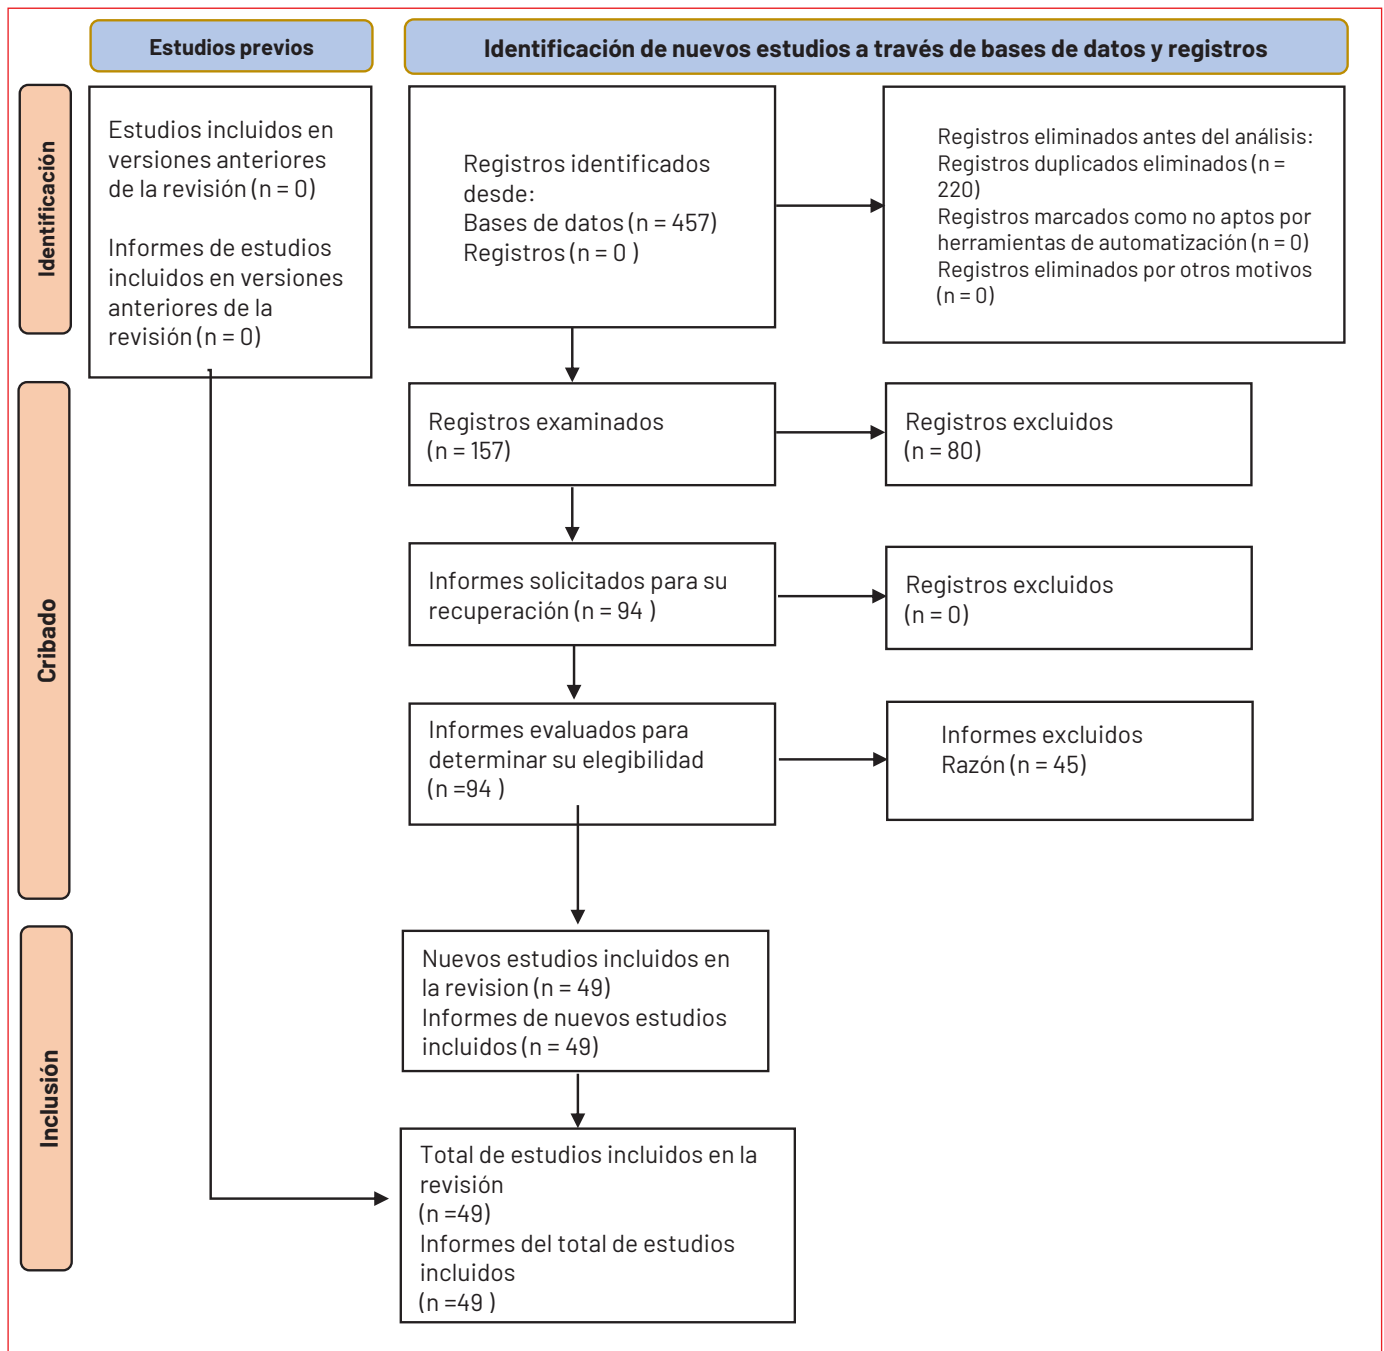 Estudios previos
Identificación de nuevos estudios a través de bases de datos y registros
Identificación
Estudios incluidos en
versiones anteriores
de la revisión (n = 0)
Informes de estudios
incluidos en versiones
anteriores de la
revisión (n = 0)
Registros identificados
desde:
Bases de datos (n = 457)
Registros (n = 0 )
Registros eliminados antes del análisis:
Registros duplicados eliminados (n =
220)
Registros marcados como no aptos por
herramientas de automatización (n = 0)
Registros eliminados por otros motivos
(n = 0)
Cribado
Registros examinados
(n = 157)
Registros excluidos
(n = 80)
Informes solicitados para su
recuperación (n = 94 )
Registros excluidos
(n = 0)
Informes evaluados para
determinar su elegibilidad
(n =94 )
Informes excluidos
Razón (n = 45)
Inclusión
Nuevos estudios incluidos en
la revision (n = 49)
Informes de nuevos estudios
incluidos (n = 49)
Total de estudios incluidos en la
revisión
(n =49)
Informes del total de estudios
incluidos
(n =49 )